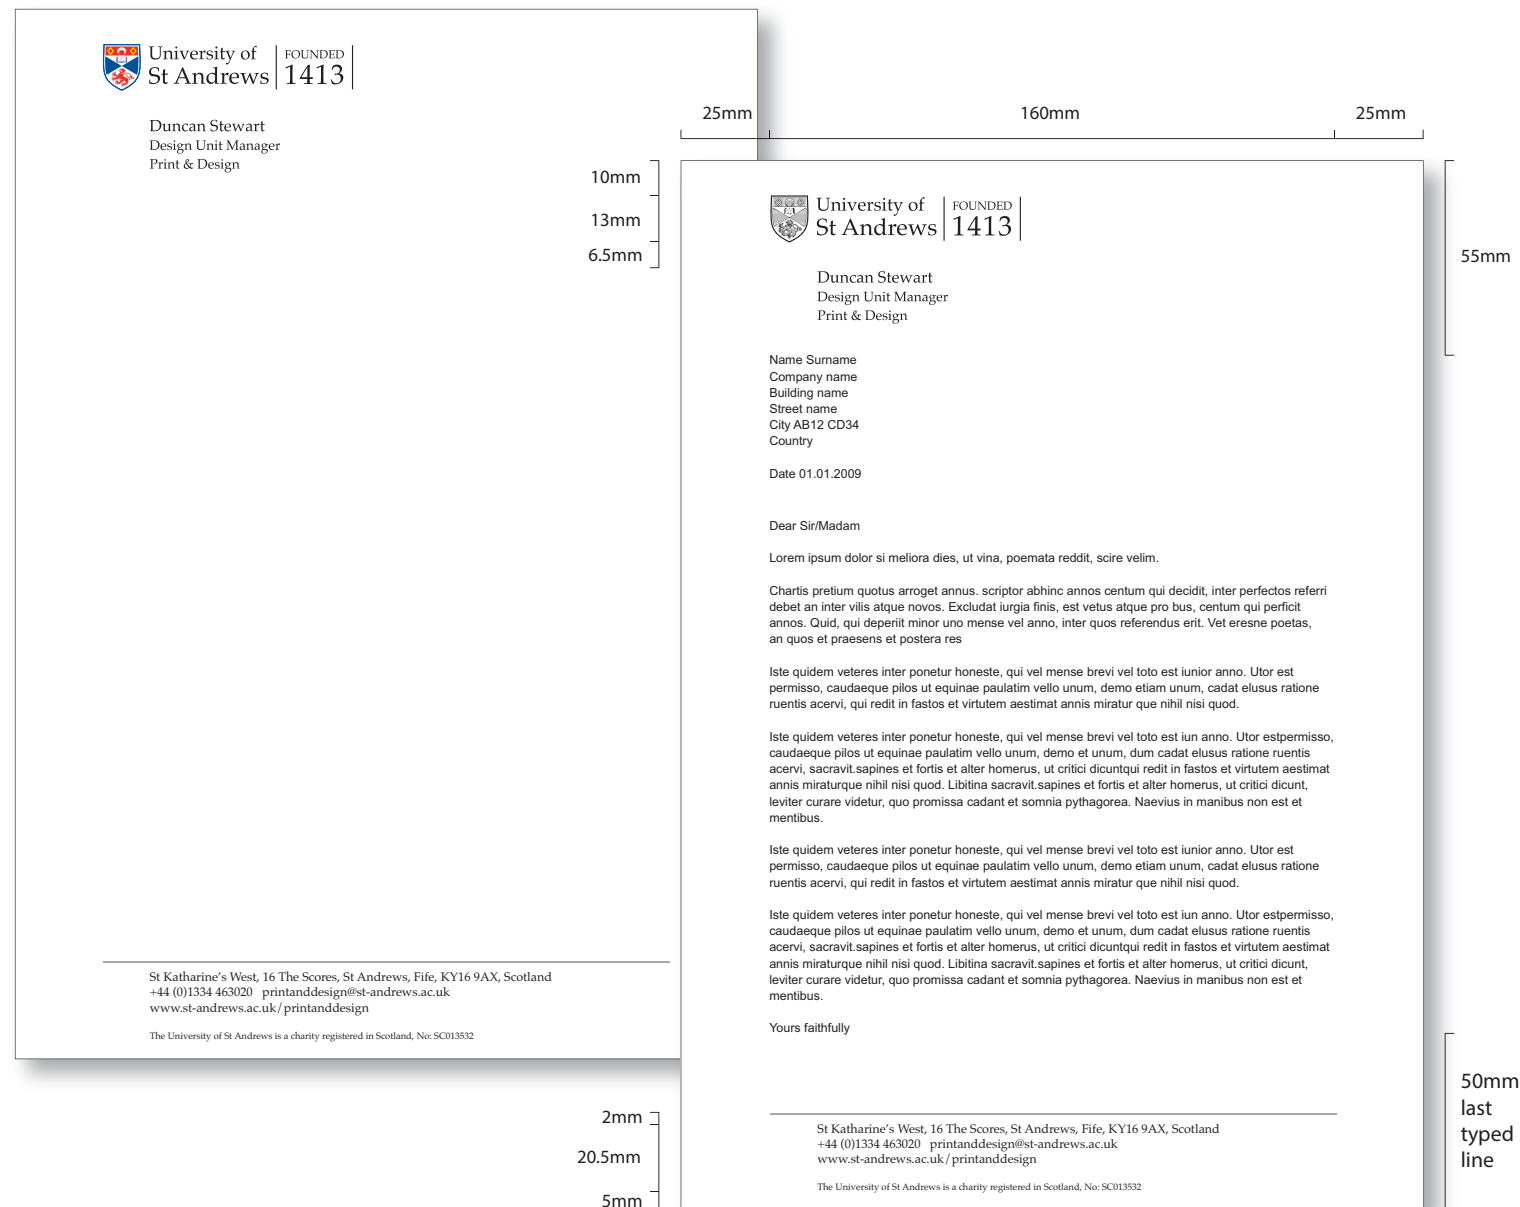 University of
St Andrews
FOUNDED
1413
Duncan Stewart
Design Unit Manager
Print & Design
25mm
160mm
25mm
10mm
13mm
6.5mm
55mm
University of
St Andrews
FOUNDED
1413
Duncan Stewart
Design Unit Manager
Print & Design
Name Surname
Company name
Building name
Street name
City AB12 CD34
Country
Date 01.01.2009
Dear Sir/Madam
Lorem ipsum dolor si meliora dies, ut vina, poemata reddit, scire velim.
Chartis pretium quotus arroget annus. scriptor abhinc annos centum qui decidit, inter perfectos referri
debet an inter vilis atque novos. Excludat iurgia finis, est vetus atque pro bus, centum qui perficit
annos. Quid, qui deperiit minor uno mense vel anno, inter quos referendus erit. Vet eresne poetas,
an quos et praesens et postera res
Iste quidem veteres inter ponetur honeste, qui vel mense brevi vel toto est iunior anno. Utor est
permisso, caudaeque pilos ut equinae paulatim vello unum, demo etiam unum, cadat elusus ratione
ruentis acervi, qui redit in fastos et virtutem aestimat annis miratur que nihil nisi quod.
Iste quidem veteres inter ponetur honeste, qui vel mense brevi vel toto est iun anno. Utor estpermisso,
caudaeque pilos ut equinae paulatim vello unum, demo et unum, dum cadat elusus ratione ruentis
acervi, sacravit.sapines et fortis et alter homerus, ut critici dicuntqui redit in fastos et virtutem aestimat
annis miraturque nihil nisi quod. Libitina sacravit.sapines et fortis et alter homerus, ut critici dicunt,
leviter curare videtur, quo promissa cadant et somnia pythagorea. Naevius in manibus non est et
mentibus.
Iste quidem veteres inter ponetur honeste, qui vel mense brevi vel toto est iunior anno. Utor est
permisso, caudaeque pilos ut equinae paulatim vello unum, demo etiam unum, cadat elusus ratione
ruentis acervi, qui redit in fastos et virtutem aestimat annis miratur que nihil nisi quod.
Iste quidem veteres inter ponetur honeste, qui vel mense brevi vel toto est iun anno. Utor estpermisso,
caudaeque pilos ut equinae paulatim vello unum, demo et unum, dum cadat elusus ratione ruentis
acervi, sacravit.sapines et fortis et alter homerus, ut critici dicuntqui redit in fastos et virtutem aestimat
annis miraturque nihil nisi quod. Libitina sacravit.sapines et fortis et alter homerus, ut critici dicunt,
leviter curare videtur, quo promissa cadant et somnia pythagorea. Naevius in manibus non est et
mentibus.
Yours faithfully
St Katharine's West, 16 The Scores, St Andrews, Fife, KY16 9AX, Scotland
+44 (0)1334 463020 printanddesign@st-andrews.ac.uk
www.st-andrews.ac.uk/printanddesign
The University of St Andrews is a charity registered in Scotland, No: SC013532
50mm
last
typed
line
2mm
20.5mm
5mm
St Katharine's West, 16 The Scores, St Andrews, Fife, KY16 9AX, Scotland
+44 (0)1334 463020 printanddesign@st-andrews.ac.uk
www.st-andrews.ac.uk/printanddesign
The University of St Andrews is a charity registered in Scotland, No: SC013532